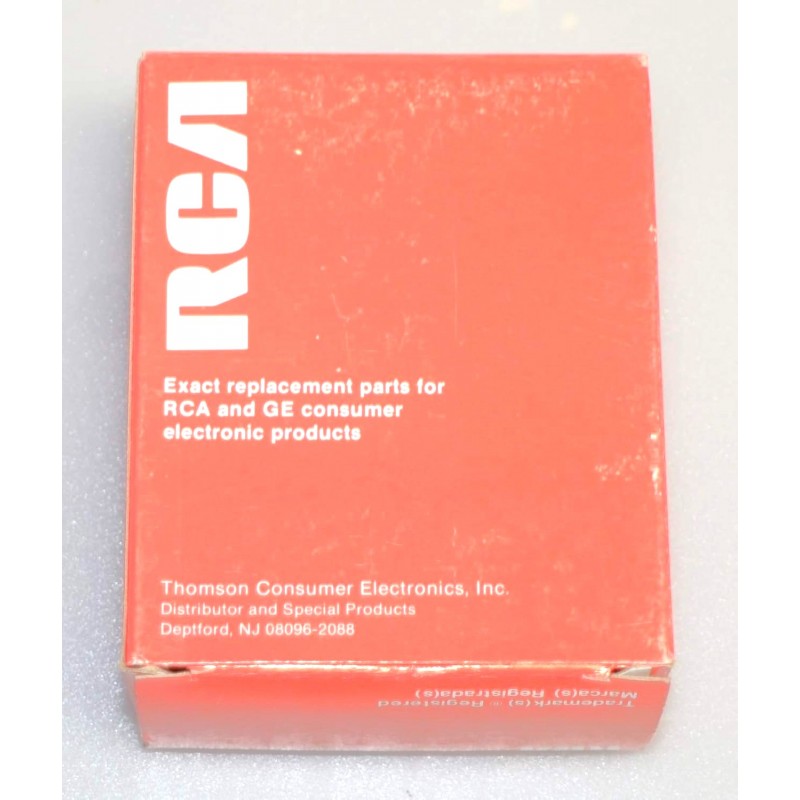 RCA
Exact replacement parts for
RCA and GE consumer
electronic products
Thomson Consumer Electronics, Inc.
Distributor and Special Products
Deptford, NJ 08096-2088
Trademark(s) ® Registered
Marca(s) Registrada(s)